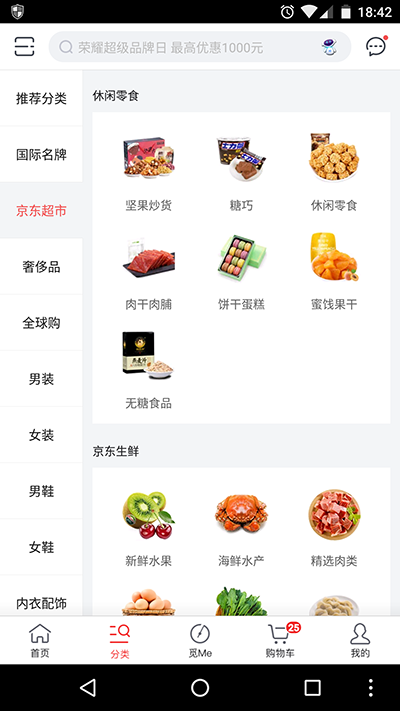 18:42
荣耀超级品牌日 最高优惠1000元
推荐分类
国际名牌
京东超市
奢侈品
全球购
男装
女装
男鞋
女鞋
内衣配饰
休闲零食
坚果炒货
糖巧
休闲零食
肉干肉脯
饼干蛋糕
蜜饯果干
无糖食品
京东生鲜
新鲜水果
海鲜水产
精选肉类
首页
分类
觅Me
25
购物车
我的